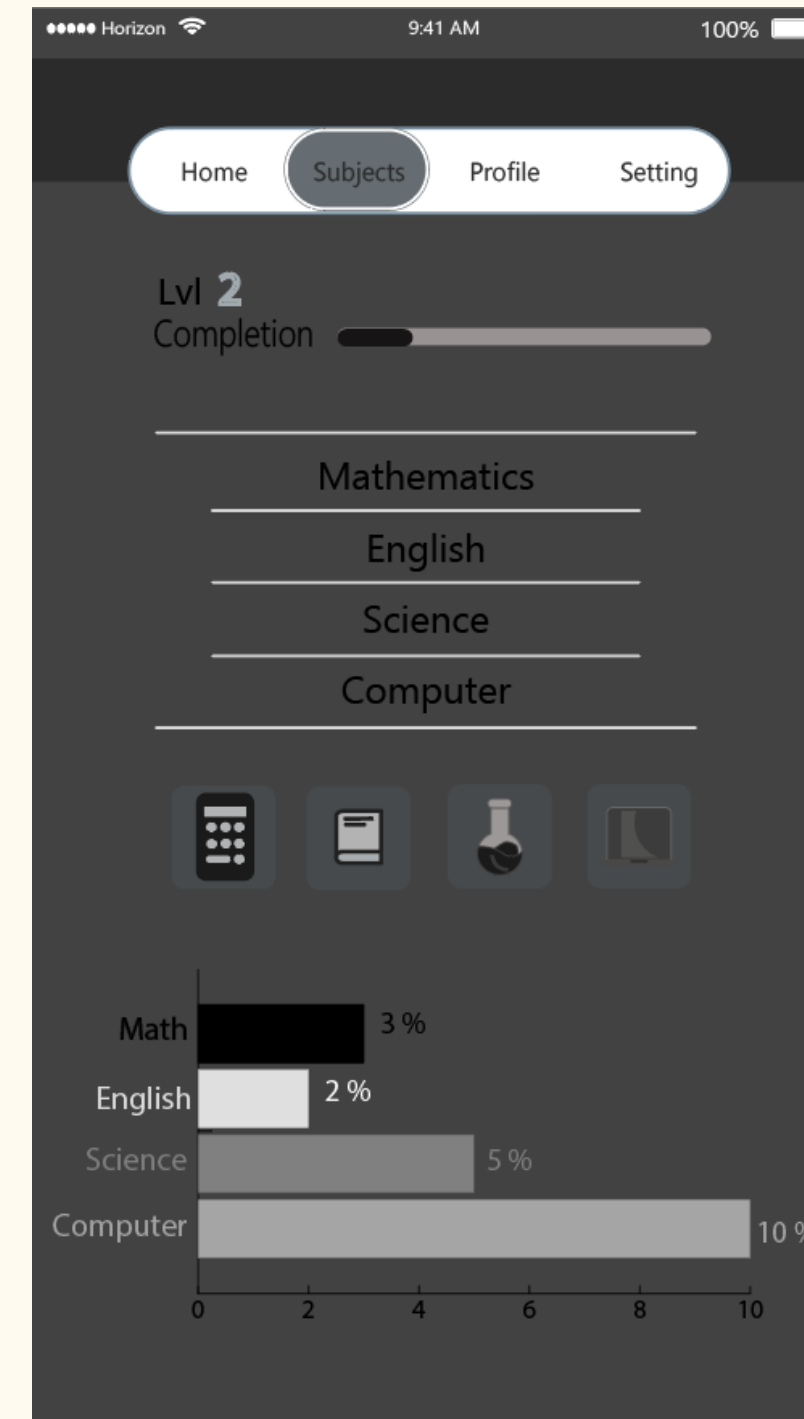 Horizon 9:41 AM 100%
Home Subjects Profile Setting
Lvl 2
Completion
Mathematics
English
Science
Computer
Math 3 %
English 2 %
Science 5 %
Computer 10 %
0 2 4 6 8 10